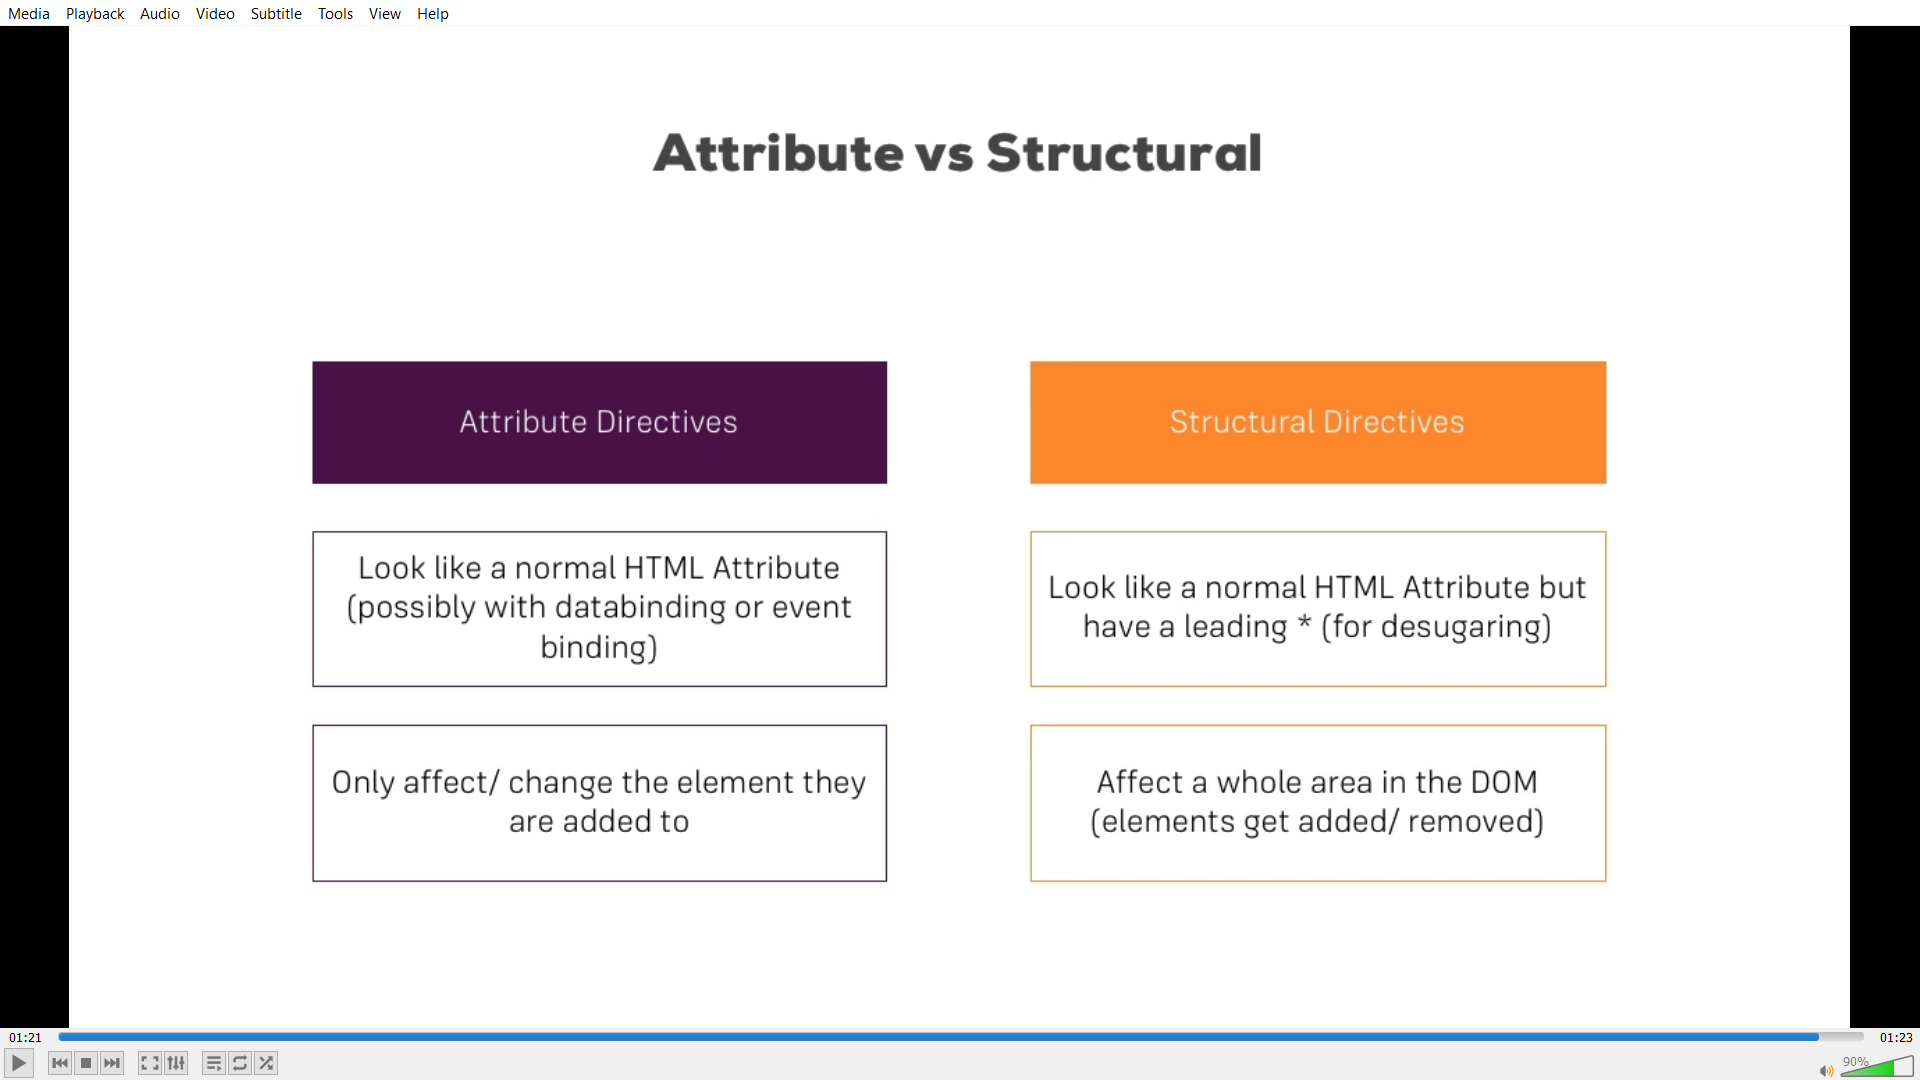 Media Playback Audio Video Subtitle Tools View Help
Attribute vs Structural
Attribute Directives
Look like a normal HTML Attribute
(possibly with databinding or event
binding)
Only affect/ change the element they
are added to
Structural Directives
Look like a normal HTML Attribute but
have a leading * (for desugaring)
Affect a whole area in the DOM
(elements get added/ removed)
01:21
01:23
90%